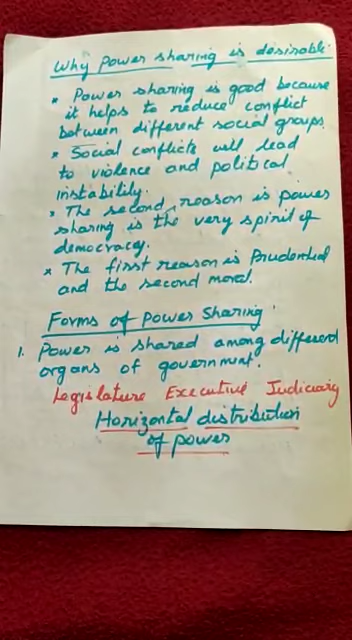 Why Power sharing is desirable.
* Power sharing is good because
it helps to reduce conflict
between different social groups
* Social conflicts will lead
to violence and political
instability.
* The second reason is power
sharing is the very spirit of
democracy.
* The first reason is Prudential
and the second moral.
Forms of Power Sharing
1. Power is shared among different
organs of government.
Legislature Executive Judiciary
Horizontal distribution
of power